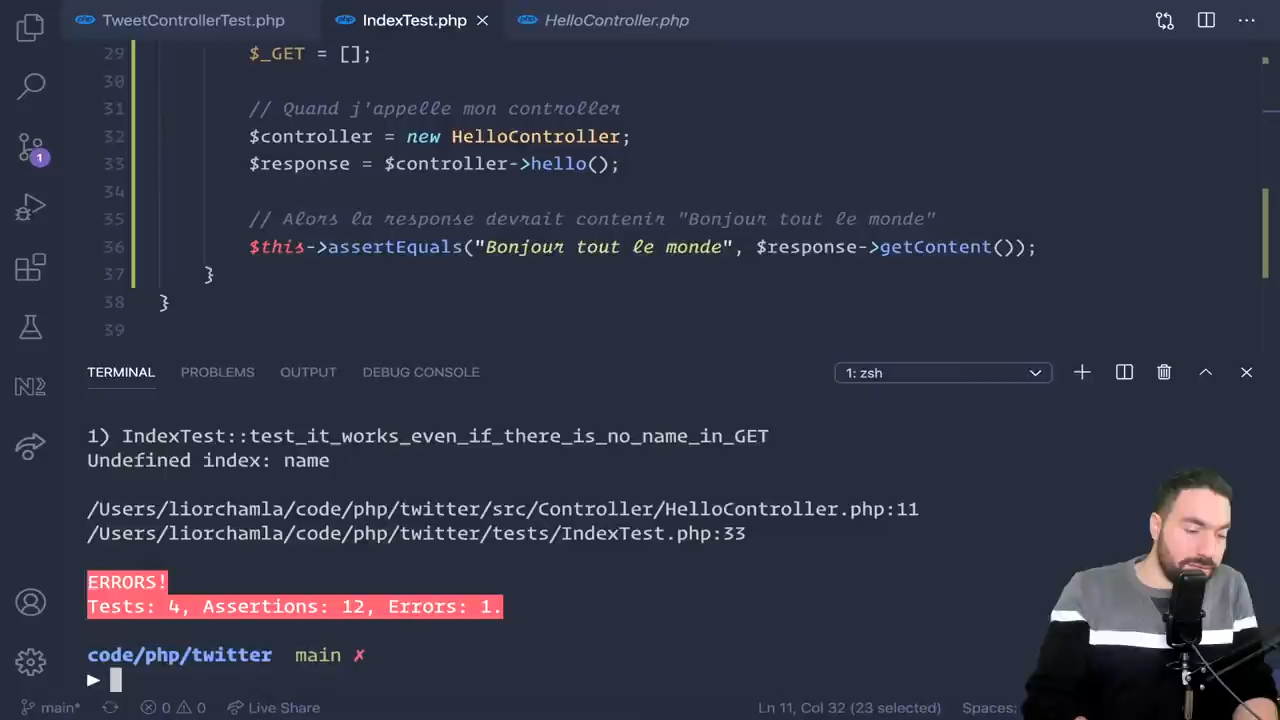 TweetControllerTest.php
IndexTest.php
HelloController.php
29 $_GET = [];
30
31 // Quand j'appelle mon controller
32 $controller = new HelloController;
33 $response = $controller->hello();
34
35 // Alors la response devrait contenir "Bonjour tout le monde"
36 $this->assertEquals("Bonjour tout le monde", $response->getContent());
37 }
38 }
39
1
TERMINAL PROBLEMS OUTPUT DEBUG CONSOLE 1: zsh
1) IndexTest::test_it_works_even_if_there_is_no_name_in_GET
Undefined index: name
/Users/liorchamla/code/php/twitter/src/Controller/HelloController.php:11
/Users/liorchamla/code/php/twitter/tests/IndexTest.php:33
ERRORS!
Tests: 4, Assertions: 12, Errors: 1.
code/php/twitter main ✗
main* 0 0 Live Share Ln 11, Col 32 (23 selected) Spaces: